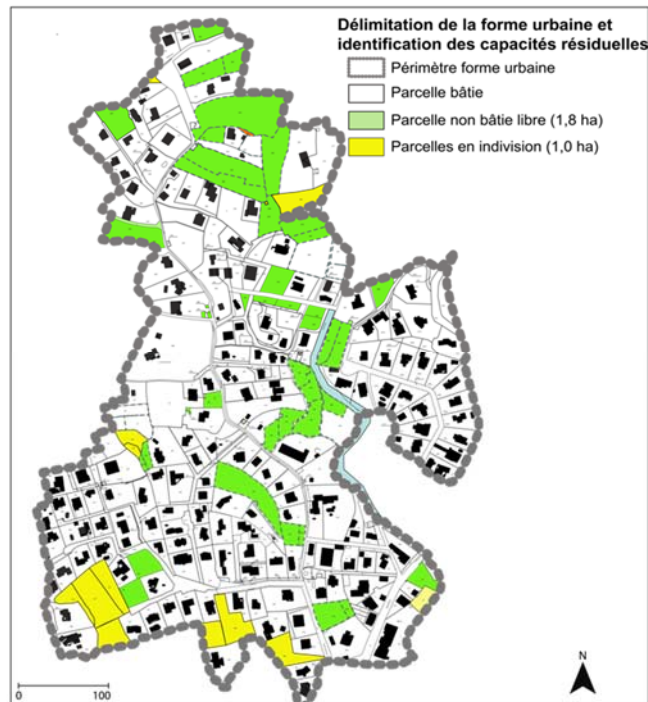 Délimitation de la forme urbaine et
identification des capacités résiduelles
Périmètre forme urbaine
Parcelle bâtie
Parcelle non bâtie libre (1,8 ha)
Parcelles en indivision (1,0 ha)
N
0 100